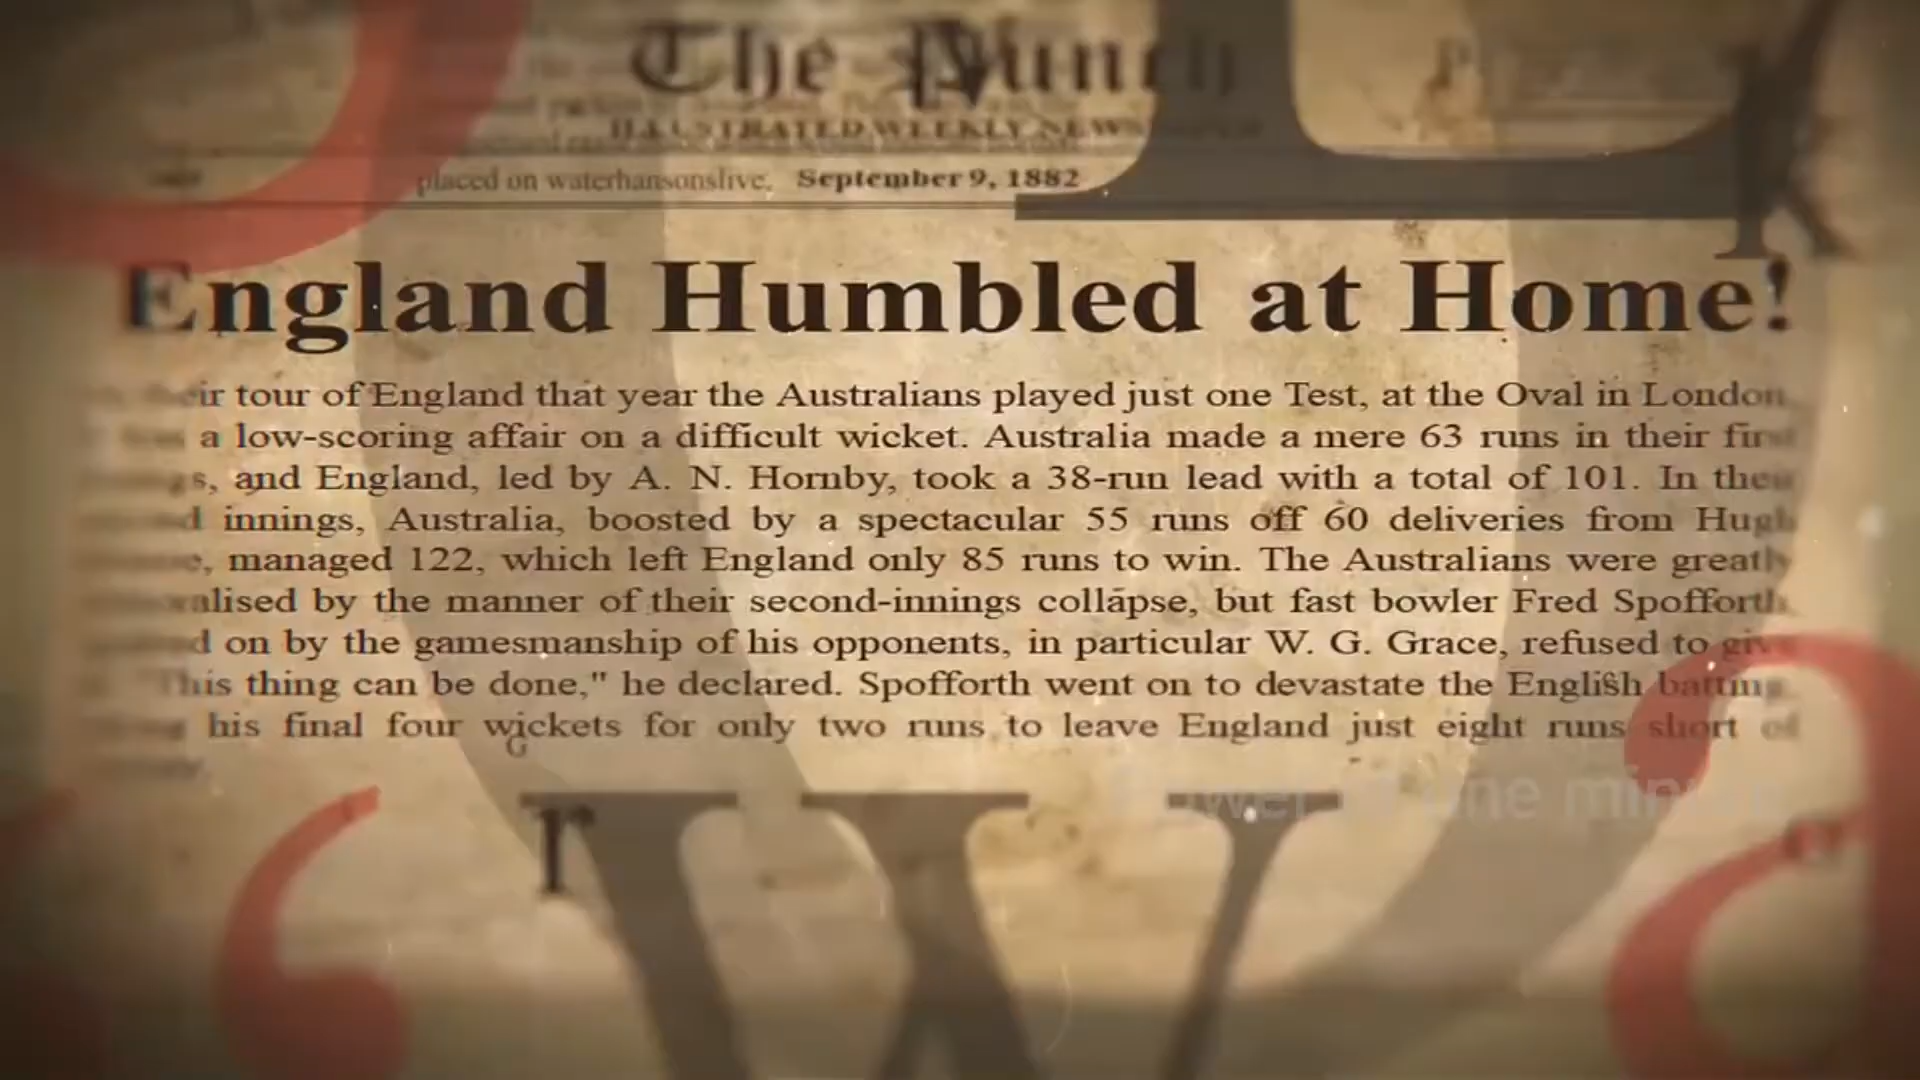 The Punch
ILLUSTRATED WEEKLY NEWS
placed on waterhansonslive, September 9, 1882
England Humbled at Home!
tour of England that year the Australians played just one Test, at the Oval in London.
a low-scoring affair on a difficult wicket. Australia made a mere 63 runs in their first
and England, led by A. N. Hornby, took a 38-run lead with a total of 101. In their
innings, Australia, boosted by a spectacular 55 runs off 60 deliveries from Hugh
managed 122, which left England only 85 runs to win. The Australians were greatly
by the manner of their second-innings collapse, but fast bowler Fred Spofforth,
on by the gamesmanship of his opponents, in particular W. G. Grace, refused to give
"This thing can be done," he declared. Spofforth went on to devastate the English batting,
his final four wickets for only two runs to leave England just eight runs short of
G
r
W
a